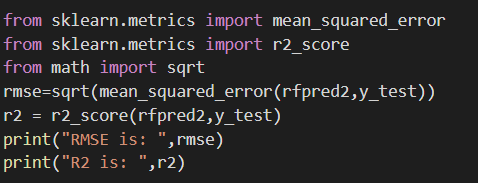 from sklearn.metrics import mean_squared_error
from sklearn.metrics import r2_score
from math import sqrt
rmse=sqrt(mean_squared_error(rfpred2,y_test))
r2 = r2_score(rfpred2,y_test)
print("RMSE is: ",rmse)
print("R2 is: ",r2)